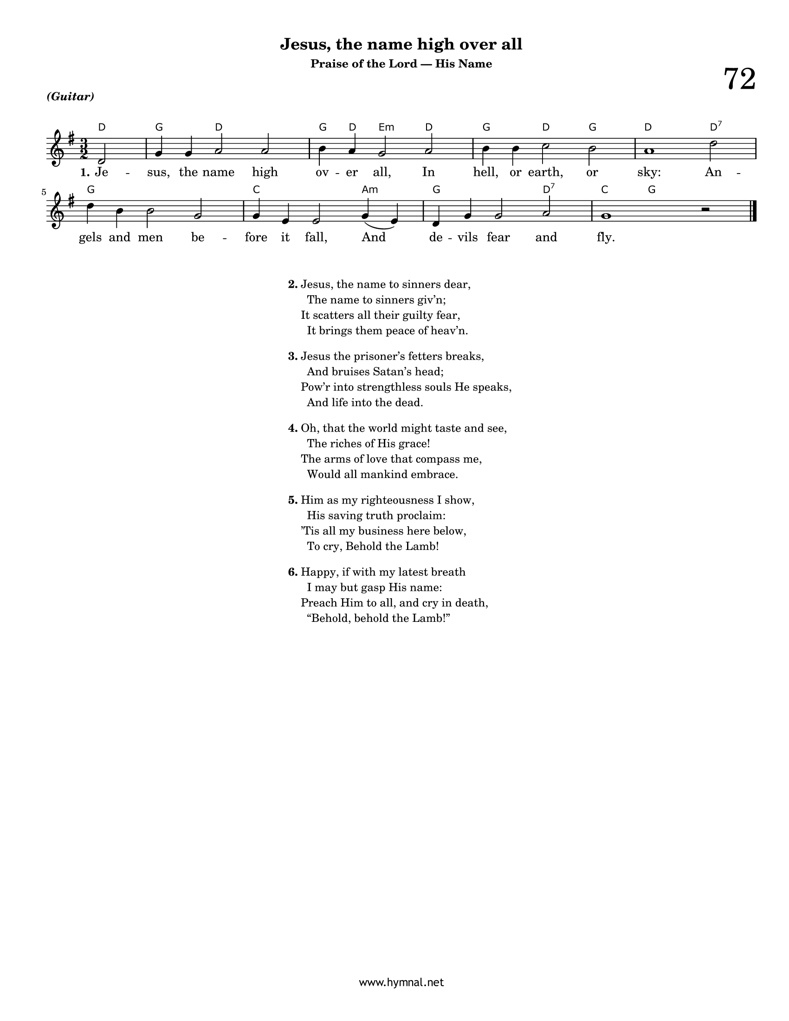 Jesus, the name high over all
Praise of the Lord — His Name
72
(Guitar)
D G D G D Em D G D G D D7
3
2
1. Je - sus, the name high ov - er all, In hell, or earth, or sky: An -
5
G C Am G D7 C G
gels and men be - fore it fall, And de - vils fear and fly.
2. Jesus, the name to sinners dear,
The name to sinners giv’n;
It scatters all their guilty fear,
It brings them peace of heav’n.
3. Jesus the prisoner’s fetters breaks,
And bruises Satan’s head;
Pow’r into strengthless souls He speaks,
And life into the dead.
4. Oh, that the world might taste and see,
The riches of His grace!
The arms of love that compass me,
Would all mankind embrace.
5. Him as my righteousness I show,
His saving truth proclaim:
’Tis all my business here below,
To cry, Behold the Lamb!
6. Happy, if with my latest breath
I may but gasp His name:
Preach Him to all, and cry in death,
“Behold, behold the Lamb!”
www.hymnal.net